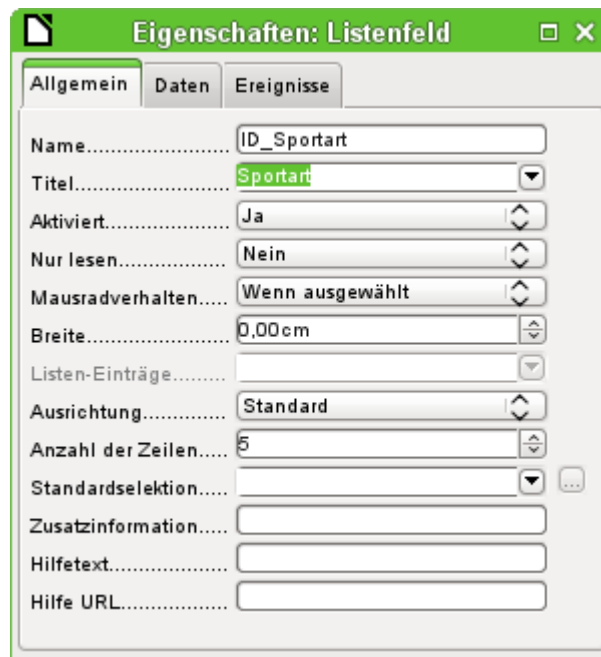 Eigenschaften: Listenfeld
Allgemein Daten Ereignisse
Name....................... ID_Sportart
Titel......................... Sportart
Aktiviert..................... Ja
Nur lesen................. Nein
Mausradverhalten..... Wenn ausgewählt
Breite....................... 0,00cm
Listen-Einträge.........
Ausrichtung.............. Standard
Anzahl der Zeilen..... 5
Standardselektion..... ...
Zusatzinformation.....
Hilfetext...................
Hilfe URL..................